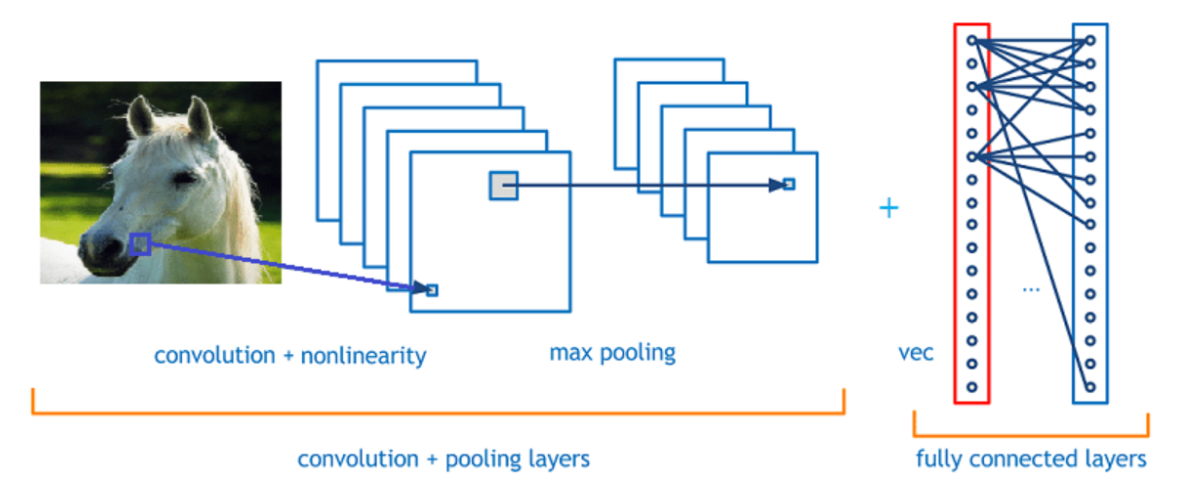 +
...
convolution + nonlinearity
max pooling
vec
convolution + pooling layers
fully connected layers